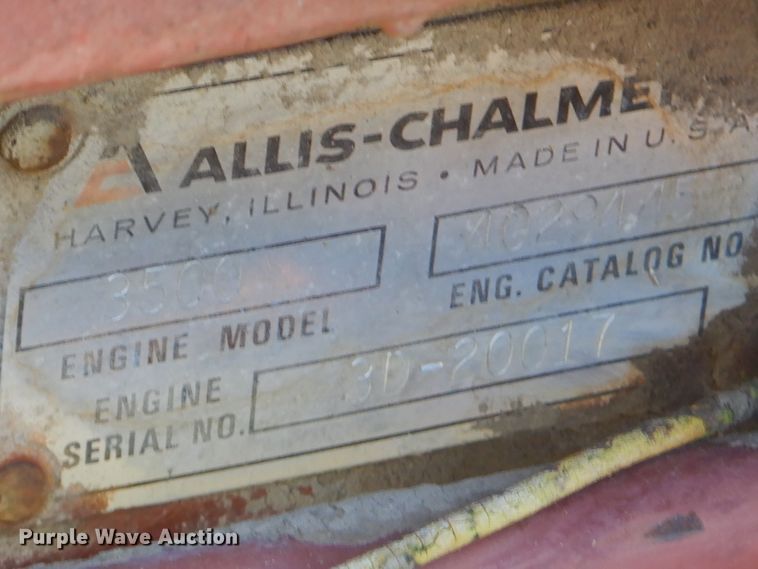 ALLIS-CHALME
HARVEY, ILLINOIS • MADE IN U.S.A
3500
ENGINE MODEL
ENG. CATALOG NO
ENGINE
SERIAL NO.
3D-20017
Purple Wave Auction